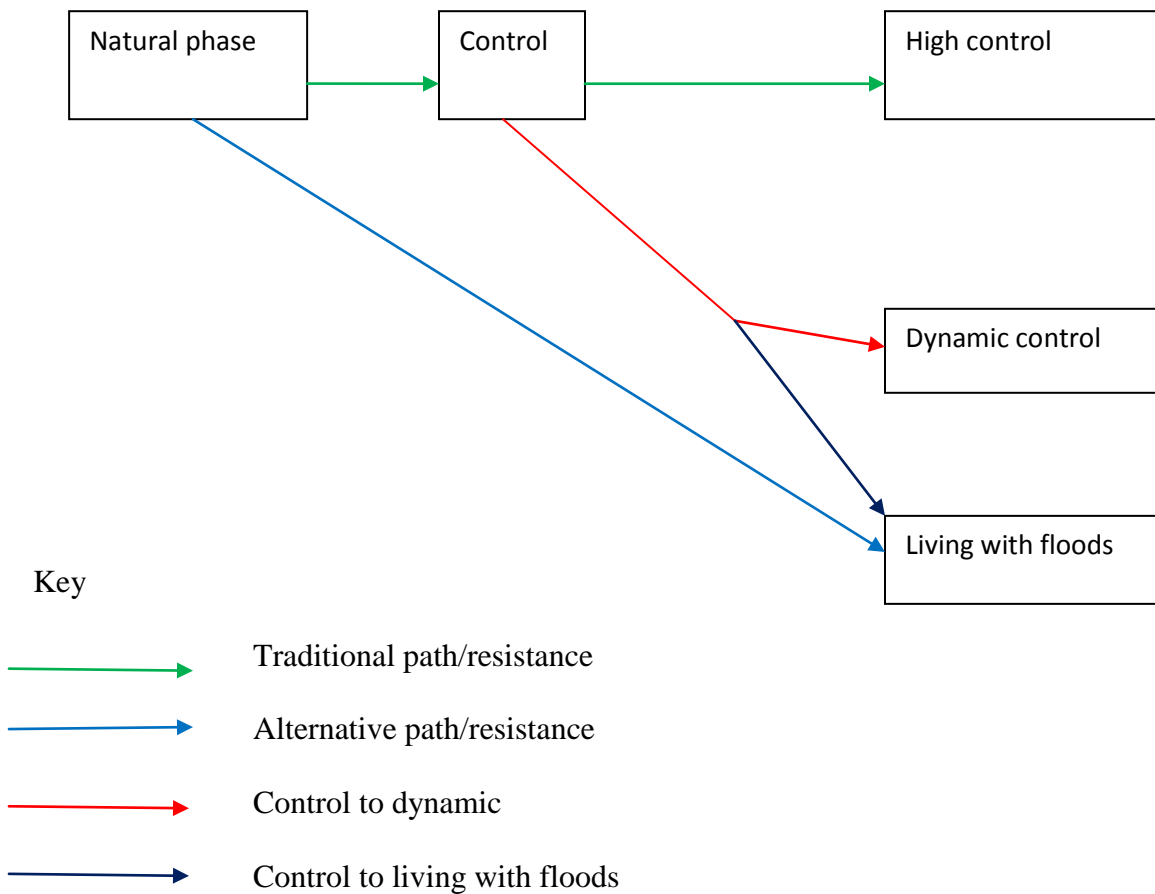 Natural phase
Control
High control
Dynamic control
Living with floods
Key
Traditional path/resistance
Alternative path/resistance
Control to dynamic
Control to living with floods